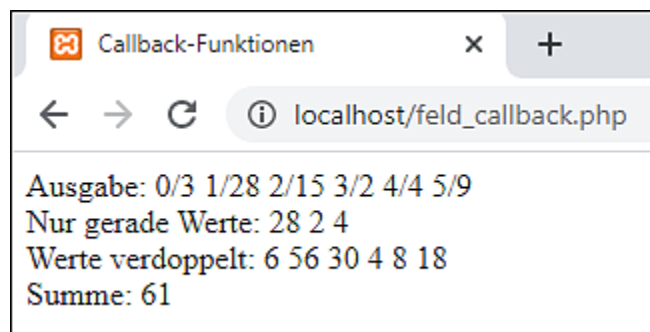 Callback-Funktionen
localhost/feld_callback.php
Ausgabe: 0/3 1/28 2/15 3/2 4/4 5/9
Nur gerade Werte: 28 2 4
Werte verdoppelt: 6 56 30 4 8 18
Summe: 61